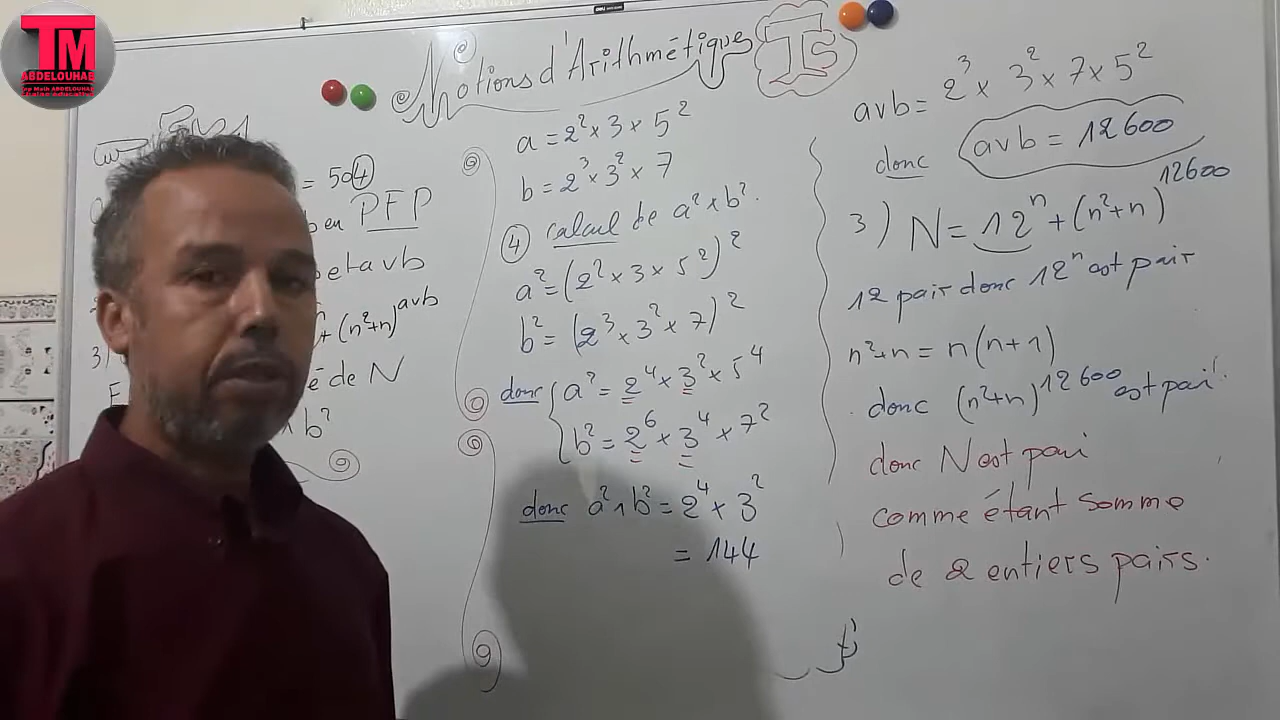 TM
ABDELOUHAB
Notions d'Arithmétique
Ts
= 504
en PFP
et avb
+ (n²+n)^avb
3)
é de N
b²
a = 2² × 3 × 5²
b = 2³ × 3² × 7
④ calcul de a² ∧ b².
a² = (2² × 3 × 5²)²
b² = (2³ × 3² × 7)²
donc { a² = 2⁴ × 3² × 5⁴
b² = 2⁶ × 3⁴ × 7²
donc a² ∧ b² = 2⁴ × 3²
= 144
avb = 2³ × 3² × 7 × 5²
donc avb = 12600
3) N = 12ⁿ + (n²+n)^12600
12 pair donc 12ⁿ est pair
n²+n = n(n+1)
donc (n²+n)^12600 est pair.
donc N est pair
comme étant somme
de 2 entiers pairs.